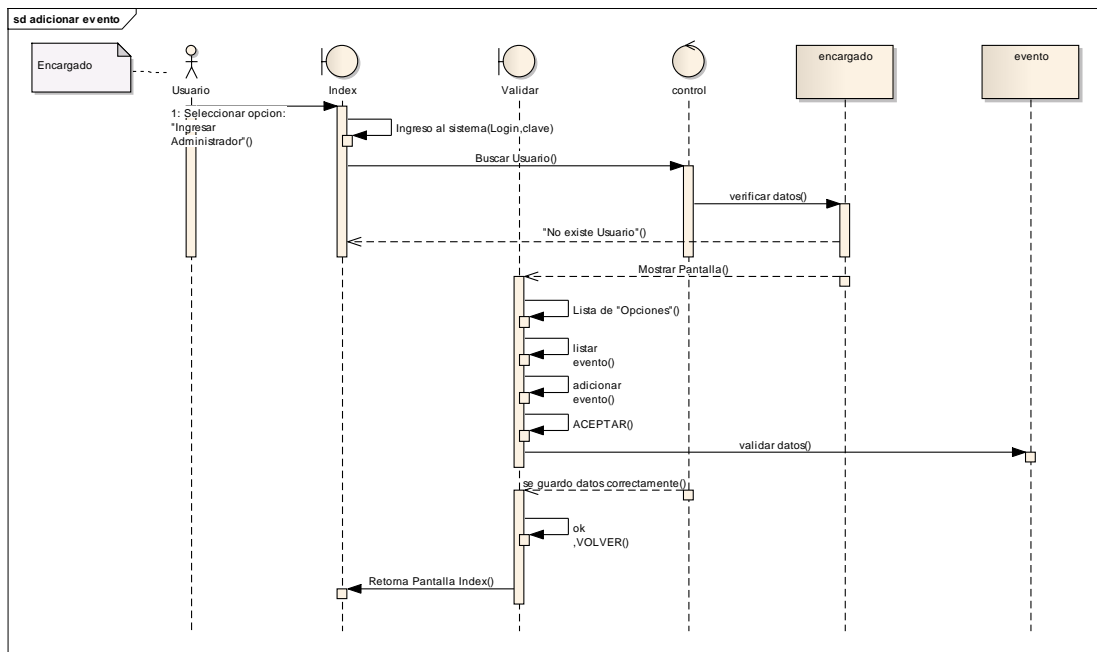 sd adicionar evento
Encargado
Usuario
Index
Validar
control
encargado
evento
1: Seleccionar opcion:
"Ingresar
Administrador"()
Ingreso al sistema(Login,clave)
Buscar Usuario()
verificar datos()
"No existe Usuario"()
Mostrar Pantalla()
Lista de "Opciones"()
listar
evento()
adicionar
evento()
ACEPTAR()
validar datos()
se guardo datos correctamente()
ok
,VOLVER()
Retorna Pantalla Index()